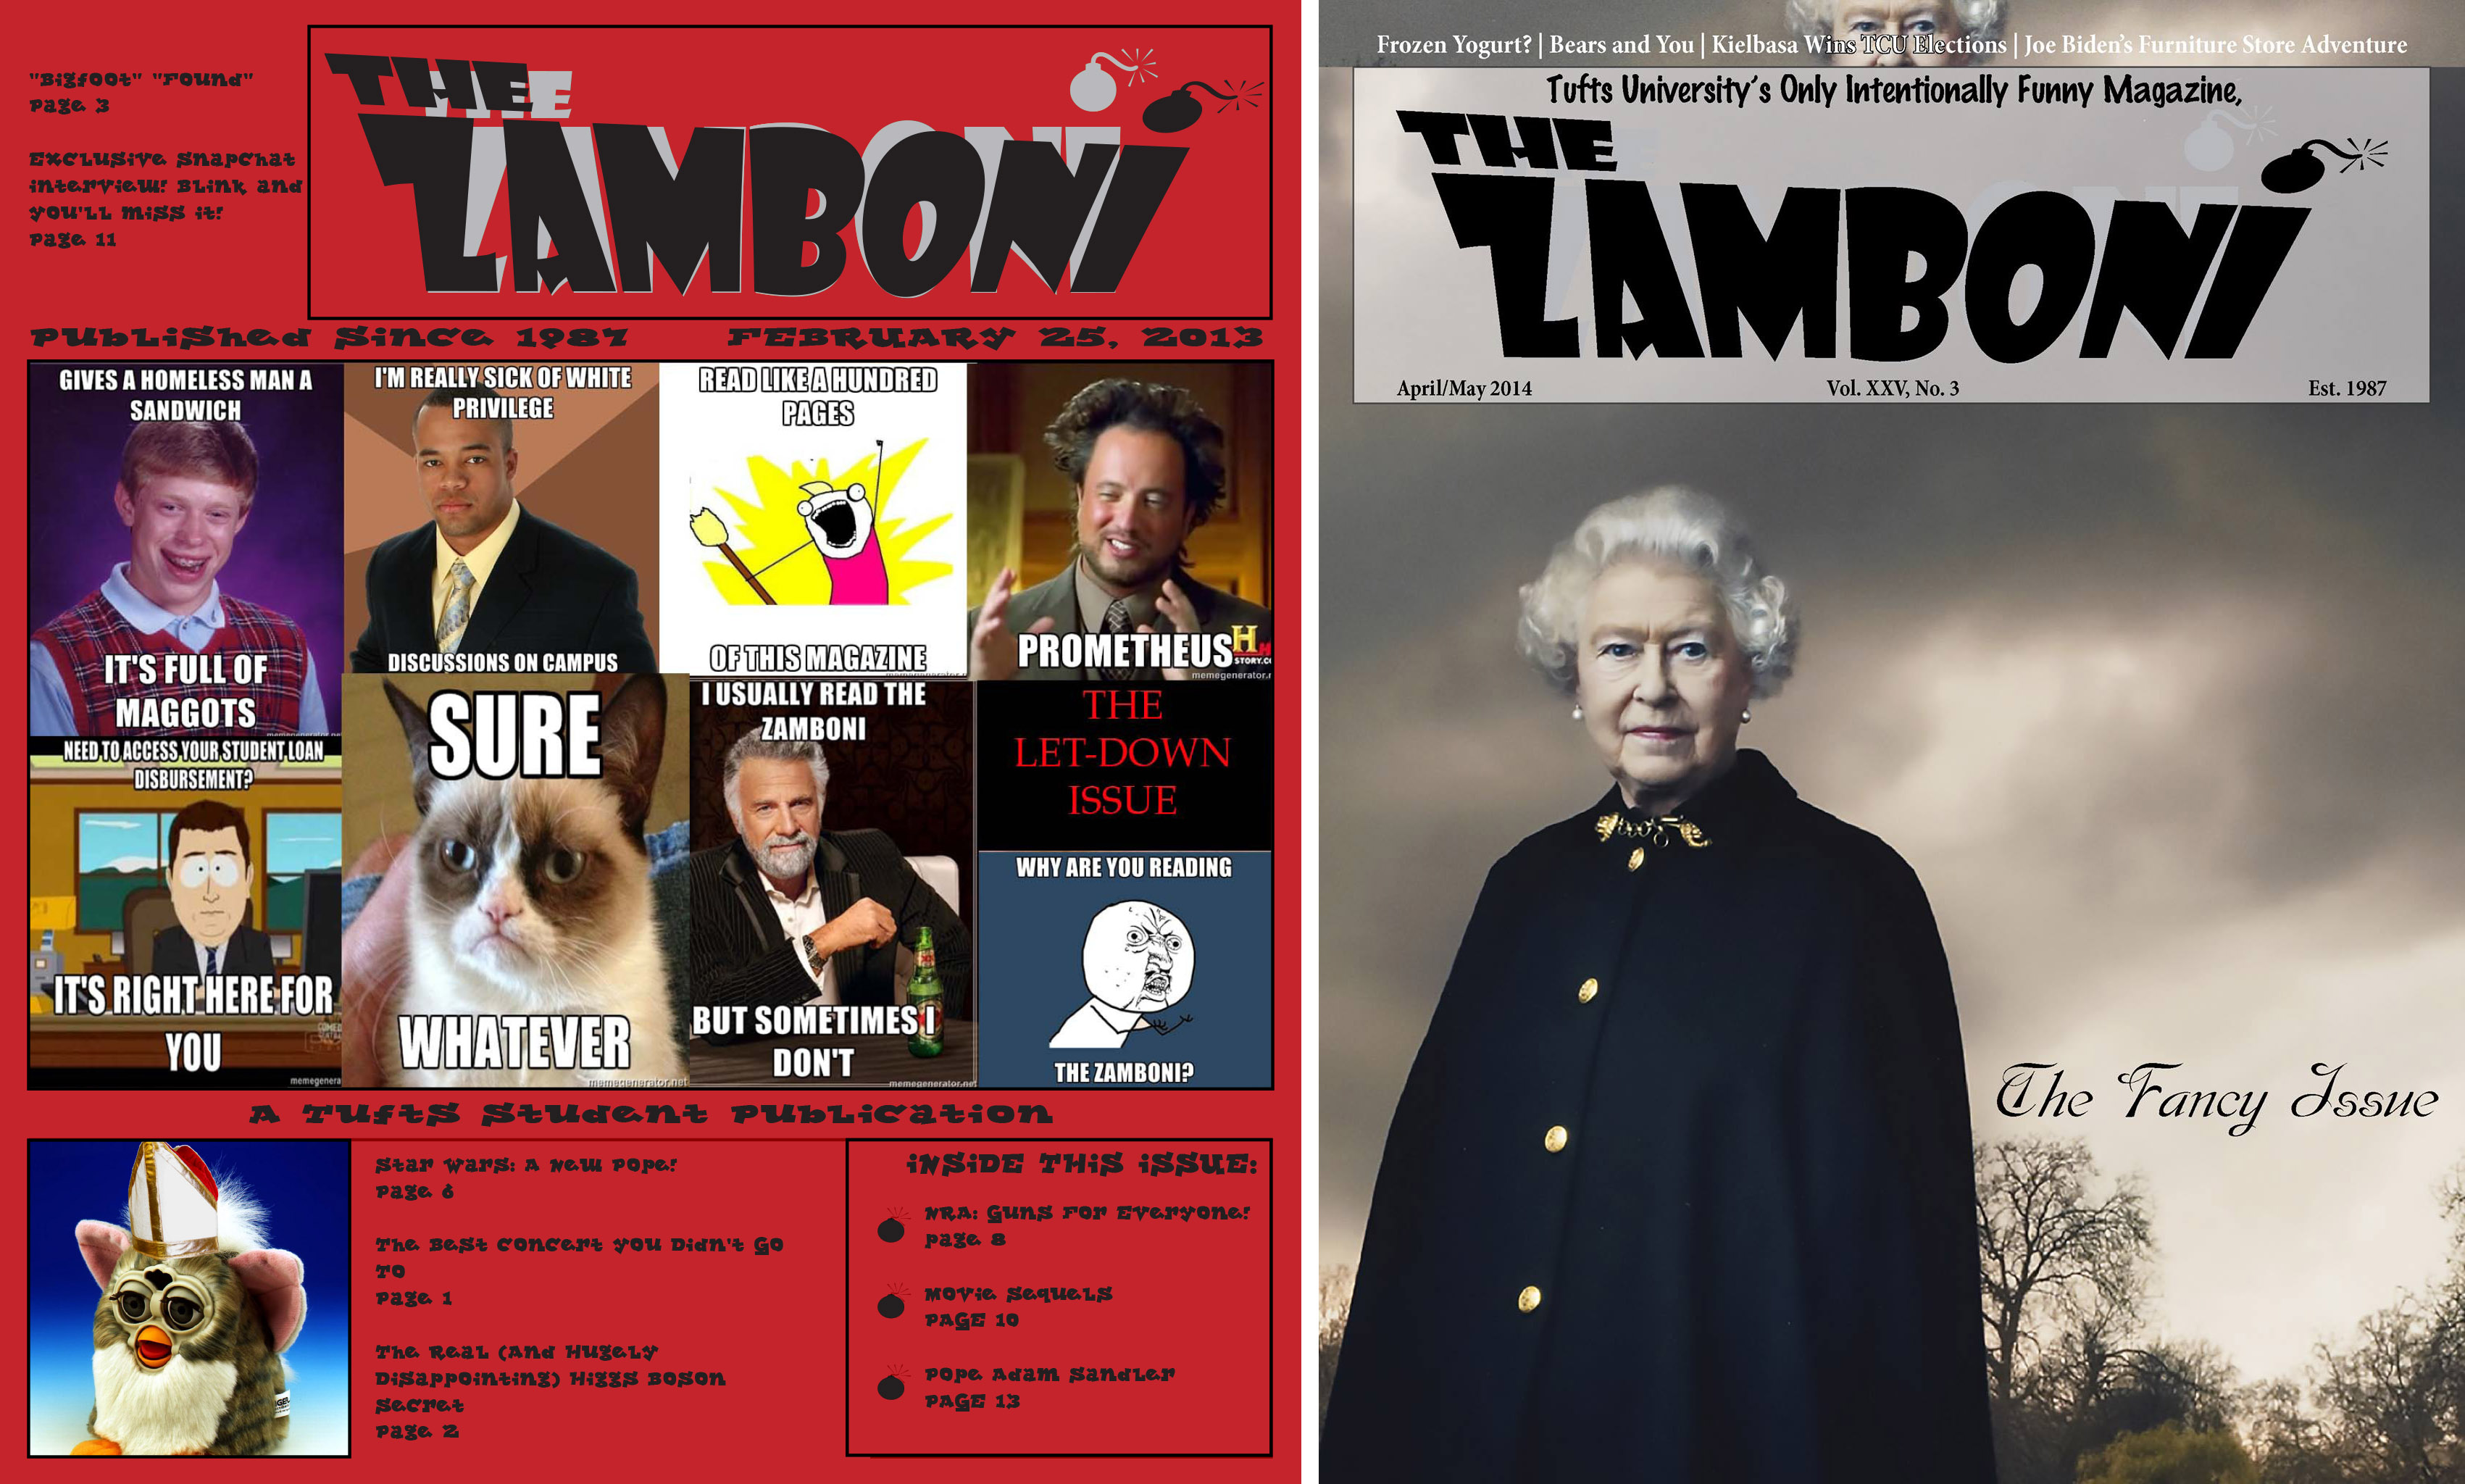 "Bigfoot" "Found"
Page 3
Exclusive Snapchat
interview! Blink and
you'll miss it!
Page 11
THE
ZAMBONI
Published Since 1987
FEBRUARY 25, 2013
GIVES A HOMELESS MAN A
SANDWICH
IT'S FULL OF
MAGGOTS
I'M REALLY SICK OF WHITE
PRIVILEGE
DISCUSSIONS ON CAMPUS
READ LIKE A HUNDRED
PAGES
OF THIS MAGAZINE
PROMETHEUS
H
memegenerator.n
NEED TO ACCESS YOUR STUDENT LOAN
DISBURSEMENT?
IT'S RIGHT HERE FOR
YOU
memegenera
SURE
WHATEVER
memegenerator.net
I USUALLY READ THE
ZAMBONI
BUT SOMETIMES I
DON'T
memegenerator.net
THE
LET-DOWN
ISSUE
WHY ARE YOU READING
THE ZAMBONI?
A Tufts Student Publication
Star Wars: A New Pope!
Page 6
The Best Concert You Didn't Go
To
Page 1
The Real (And Hugely
Disappointing) Higgs Boson
Secret
Page 2
INSIDE THIS ISSUE:
NRA: Guns For Everyone!
Page 8
Movie Sequels
PAGE 10
Pope Adam Sandler
PAGE 13
Frozen Yogurt? | Bears and You | Kielbasa Wins TCU Elections | Joe Biden's Furniture Store Adventure
Tufts University's Only Intentionally Funny Magazine,
THE
ZAMBONI
April/May 2014
Vol. XXV, No. 3
Est. 1987
The Fancy Issue